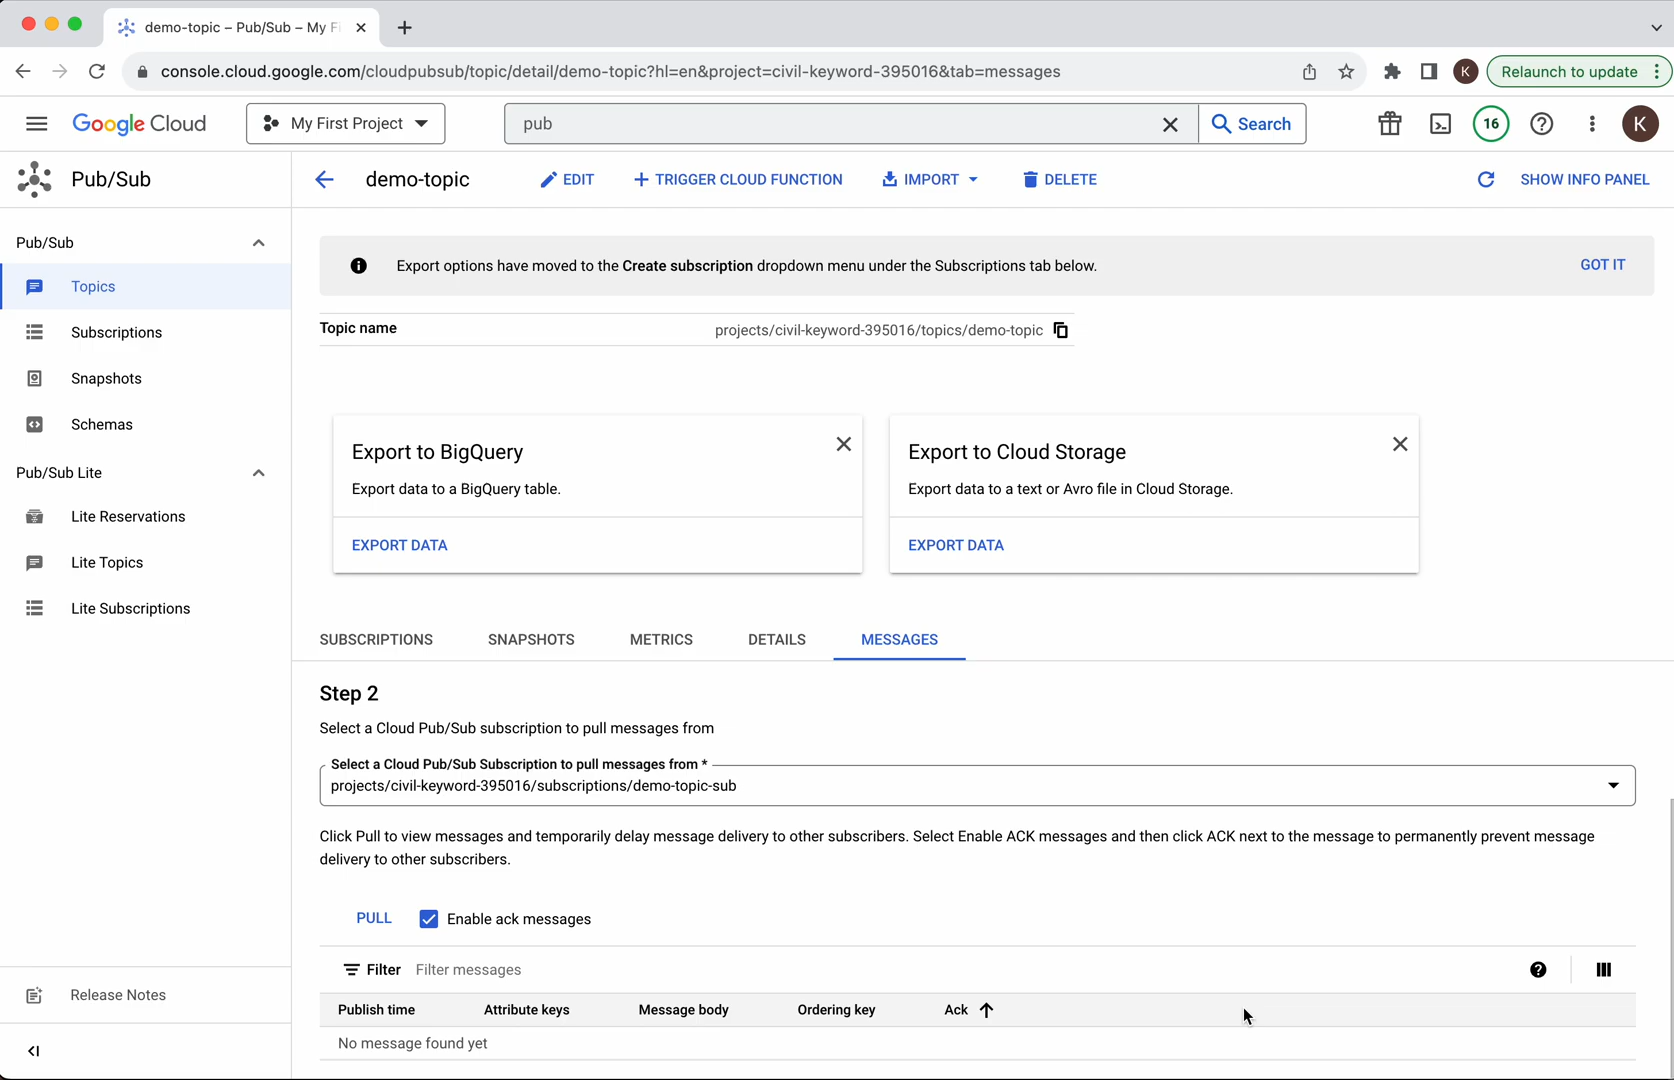 demo-topic – Pub/Sub – My Fi
console.cloud.google.com/cloudpubsub/topic/detail/demo-topic?hl=en&project=civil-keyword-395016&tab=messages
K
Relaunch to update
Google Cloud
My First Project
pub
Search
16
K
Pub/Sub
demo-topic
EDIT
TRIGGER CLOUD FUNCTION
IMPORT
DELETE
SHOW INFO PANEL
Pub/Sub
Topics
Subscriptions
Snapshots
Schemas
Pub/Sub Lite
Lite Reservations
Lite Topics
Lite Subscriptions
Release Notes
Export options have moved to the Create subscription dropdown menu under the Subscriptions tab below.
GOT IT
Topic name
projects/civil-keyword-395016/topics/demo-topic
Export to BigQuery
Export data to a BigQuery table.
EXPORT DATA
Export to Cloud Storage
Export data to a text or Avro file in Cloud Storage.
EXPORT DATA
SUBSCRIPTIONS
SNAPSHOTS
METRICS
DETAILS
MESSAGES
Step 2
Select a Cloud Pub/Sub subscription to pull messages from
Select a Cloud Pub/Sub Subscription to pull messages from *
projects/civil-keyword-395016/subscriptions/demo-topic-sub
Click Pull to view messages and temporarily delay message delivery to other subscribers. Select Enable ACK messages and then click ACK next to the message to permanently prevent message
delivery to other subscribers.
PULL
Enable ack messages
Filter
Filter messages
Publish time
Attribute keys
Message body
Ordering key
Ack
No message found yet